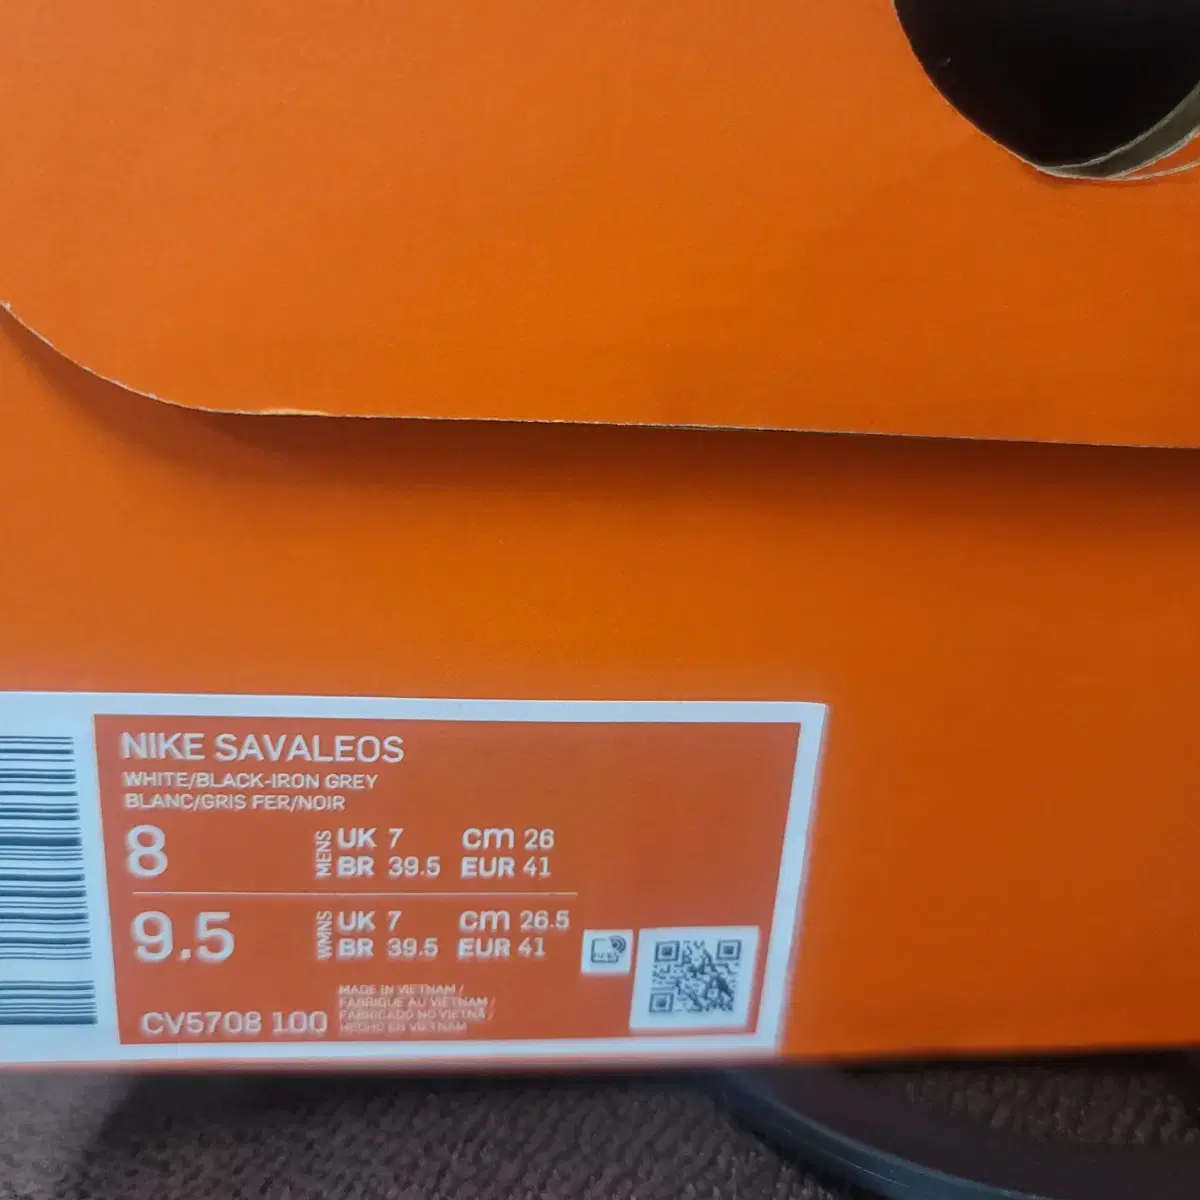 NIKE SAVALEOS
WHITE/BLACK-IRON GREY
BLANC/GRIS FER/NOIR
8 MENS UK 7 cm 26
BR 39.5 EUR 41
9.5 WMNS UK 7 cm 26.5
BR 39.5 EUR 41
MADE IN VIETNAM /
FABRIQUE AU VIETNAM /
FABRICADO NO VIETNÃ /
HECHO EN VIETNAM
CV5708 100